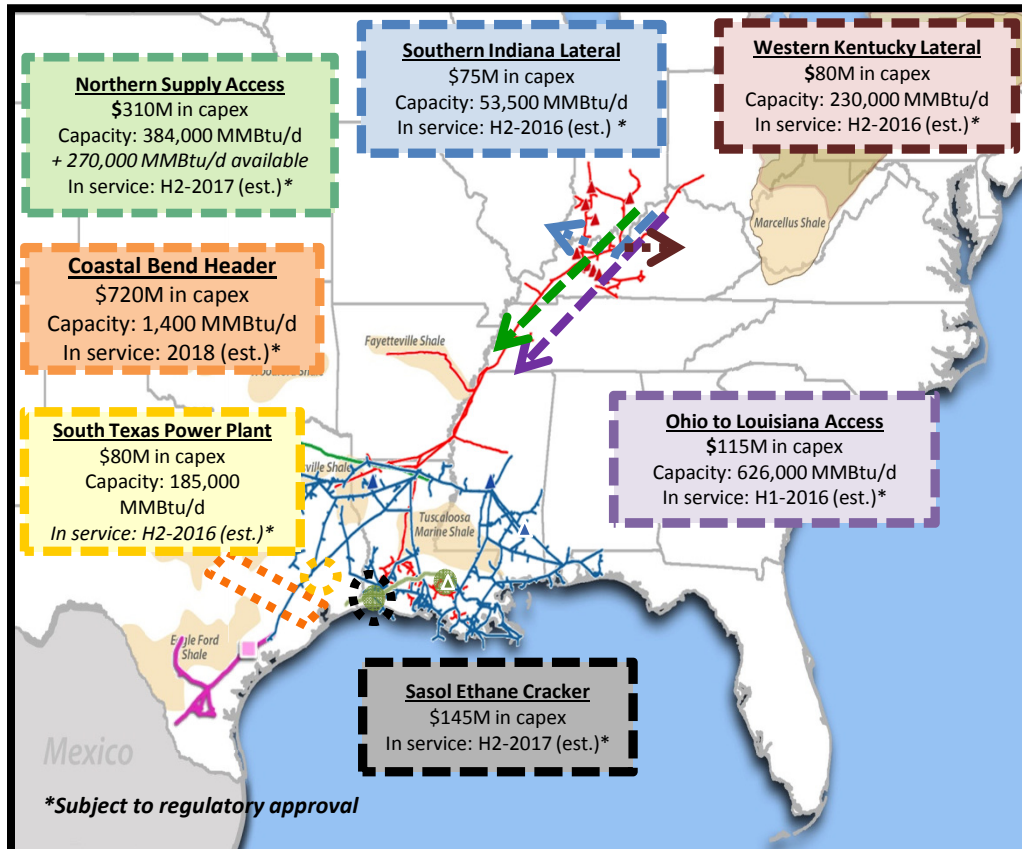 Southern Indiana Lateral
$75M in capex
Capacity: 53,500 MMBtu/d
In service: H2-2016 (est.) *
Western Kentucky Lateral
$80M in capex
Capacity: 230,000 MMBtu/d
In service: H2-2016 (est.)*
Northern Supply Access
$310M in capex
Capacity: 384,000 MMBtu/d
+ 270,000 MMBtu/d available
In service: H2-2017 (est.)*
Marcellus Shale
Coastal Bend Header
$720M in capex
Capacity: 1,400 MMBtu/d
In service: 2018 (est.)*
Fayetteville Shale
South Texas Power Plant
$80M in capex
Capacity: 185,000
MMBtu/d
In service: H2-2016 (est.)*
Ohio to Louisiana Access
$115M in capex
Capacity: 626,000 MMBtu/d
In service: H1-2016 (est.)*
Shale
Tuscaloosa
Marine Shale
Eagle Ford
Shale
Sasol Ethane Cracker
$145M in capex
In service: H2-2017 (est.)*
Mexico
*Subject to regulatory approval